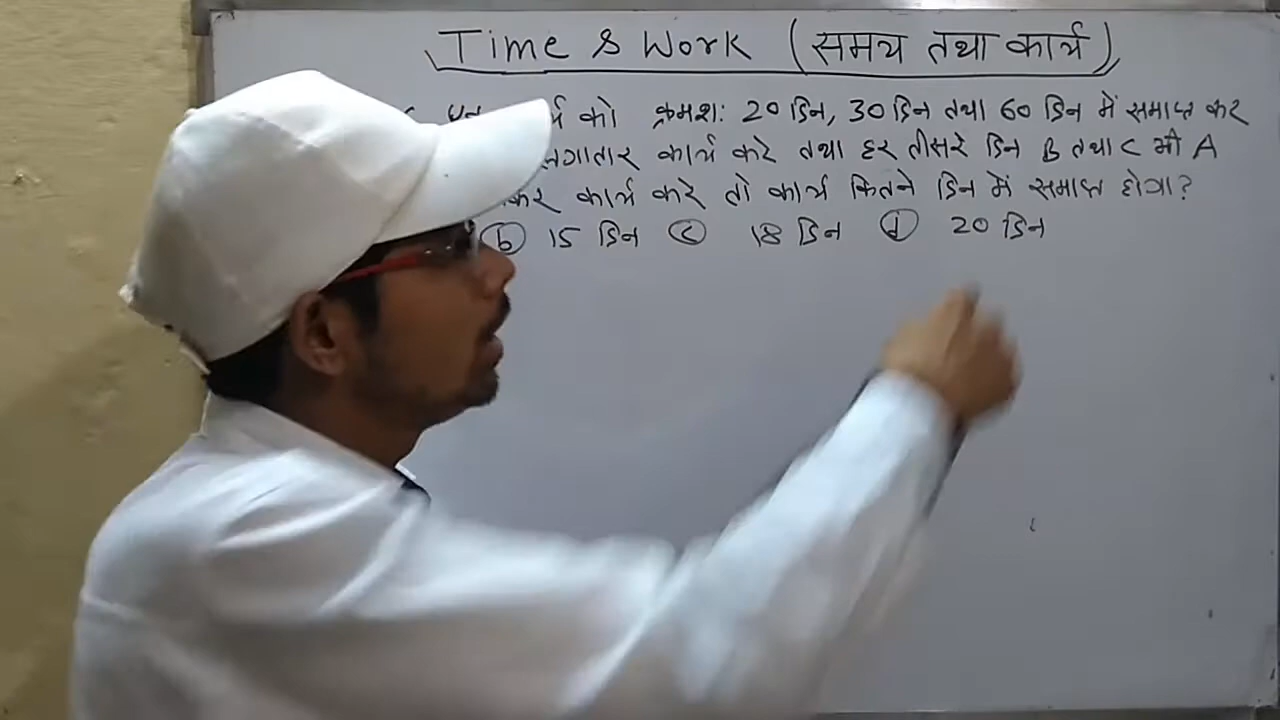 Time & Work (समय तथा कार्य)
को क्रमश: 20 दिन, 30 दिन तथा 60 दिन में समाप्त कर
लगातार कार्य करे तथा हर तीसरे दिन B तथा C भी A
कर कार्य करे तो कार्य कितने दिन में समाप्त होगा?
(b) 15 दिन (c) 18 दिन (d) 20 दिन